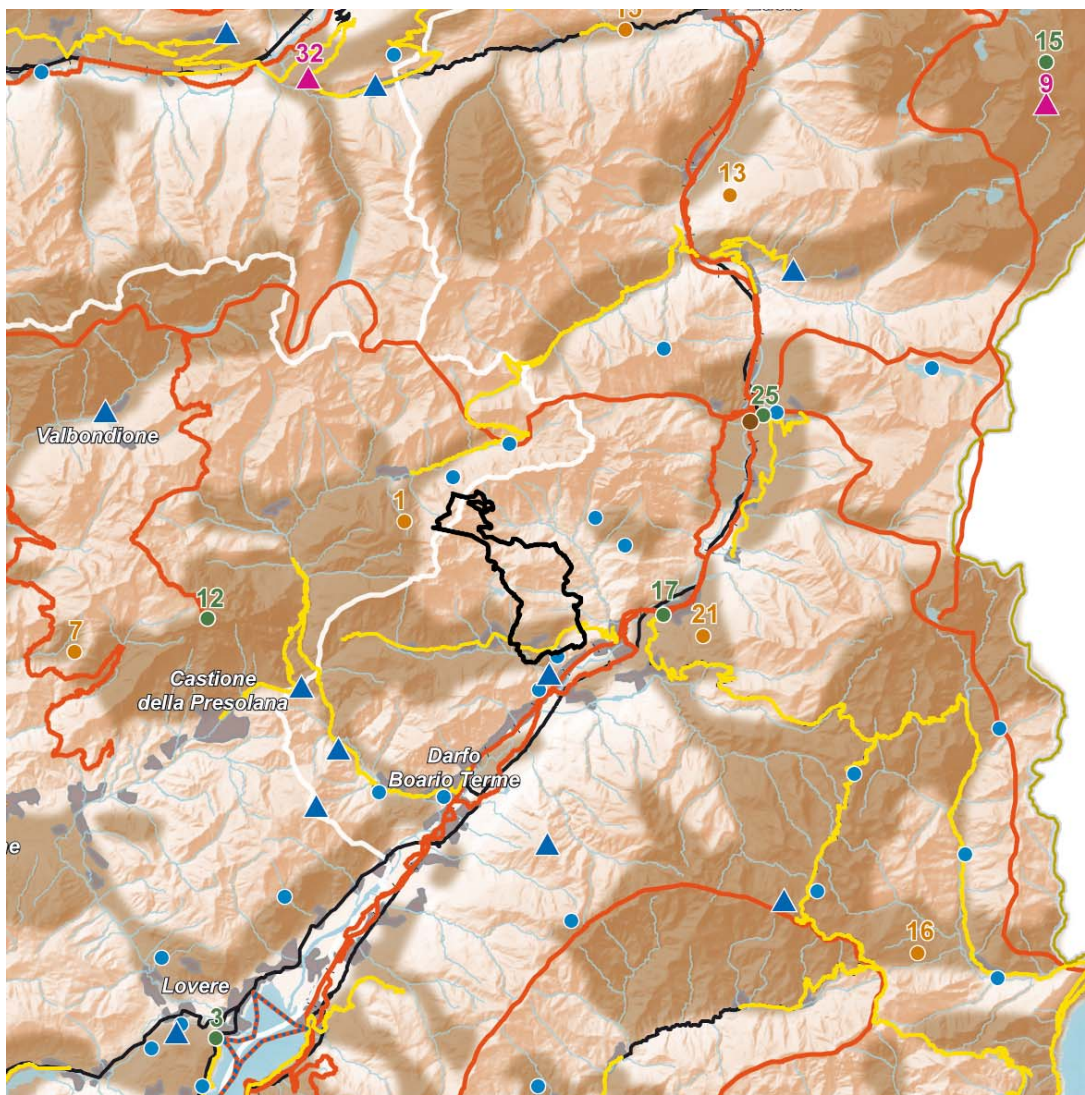 32
15
9
13
Valbondione
25
1
12
17
21
7
Castione
della Presolana
Darfo
Boario Terme
16
Lovere
3